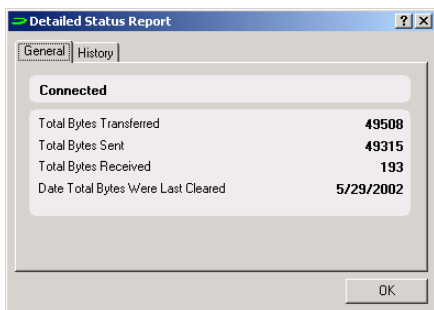 Detailed Status Report
General History
Connected
Total Bytes Transferred 49508
Total Bytes Sent 49315
Total Bytes Received 193
Date Total Bytes Were Last Cleared 5/29/2002
OK